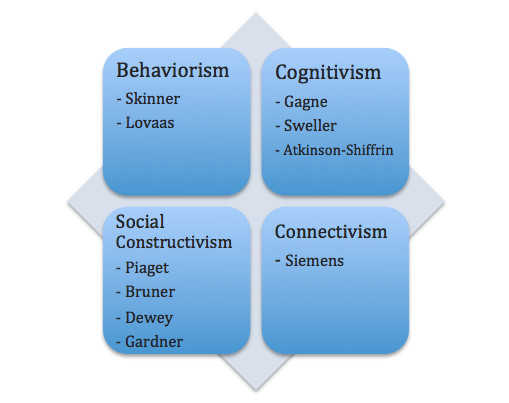 Behaviorism
- Skinner
- Lovaas
Cognitivism
- Gagne
- Sweller
- Atkinson-Shiffrin
Social
Constructivism
- Piaget
- Bruner
- Dewey
- Gardner
Connectivism
- Siemens